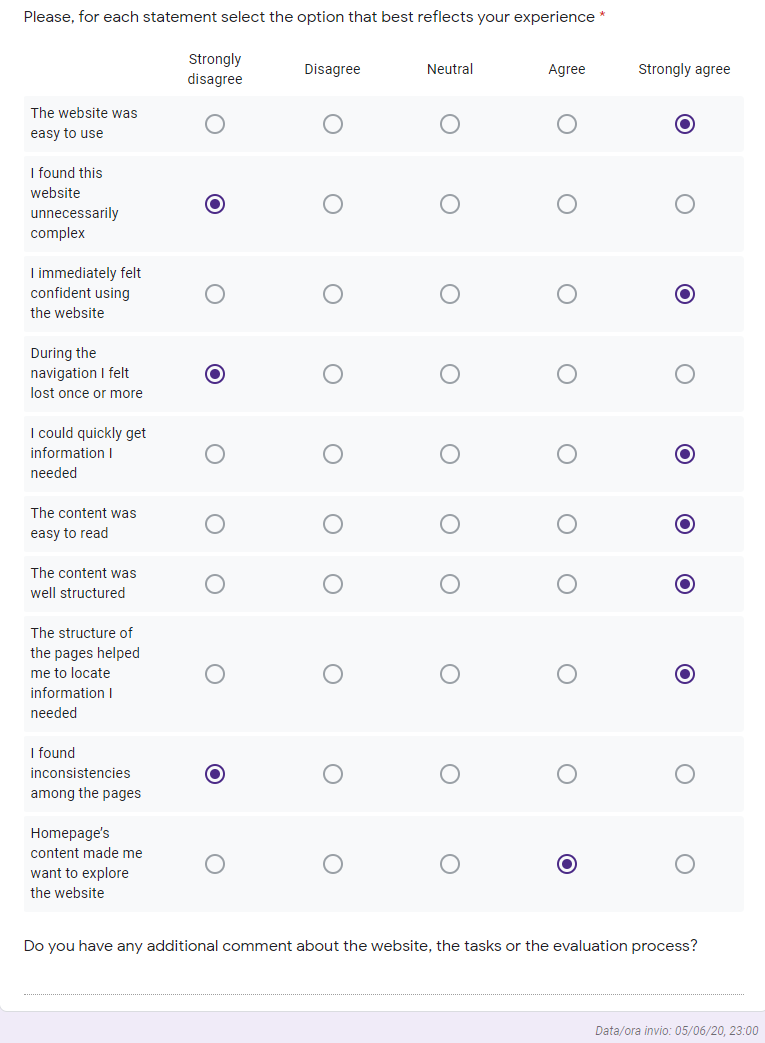 Please, for each statement select the option that best reflects your experience *
Strongly disagree
Disagree
Neutral
Agree
Strongly agree
The website was
easy to use
I found this
website
unnecessarily
complex
I immediately felt
confident using
the website
During the
navigation I felt
lost once or more
I could quickly get
information I
needed
The content was
easy to read
The content was
well structured
The structure of
the pages helped
me to locate
information I
needed
I found
inconsistencies
among the pages
Homepage's
content made me
want to explore
the website
Do you have any additional comment about the website, the tasks or the evaluation process?
Data/ora invio: 05/06/20, 23:00